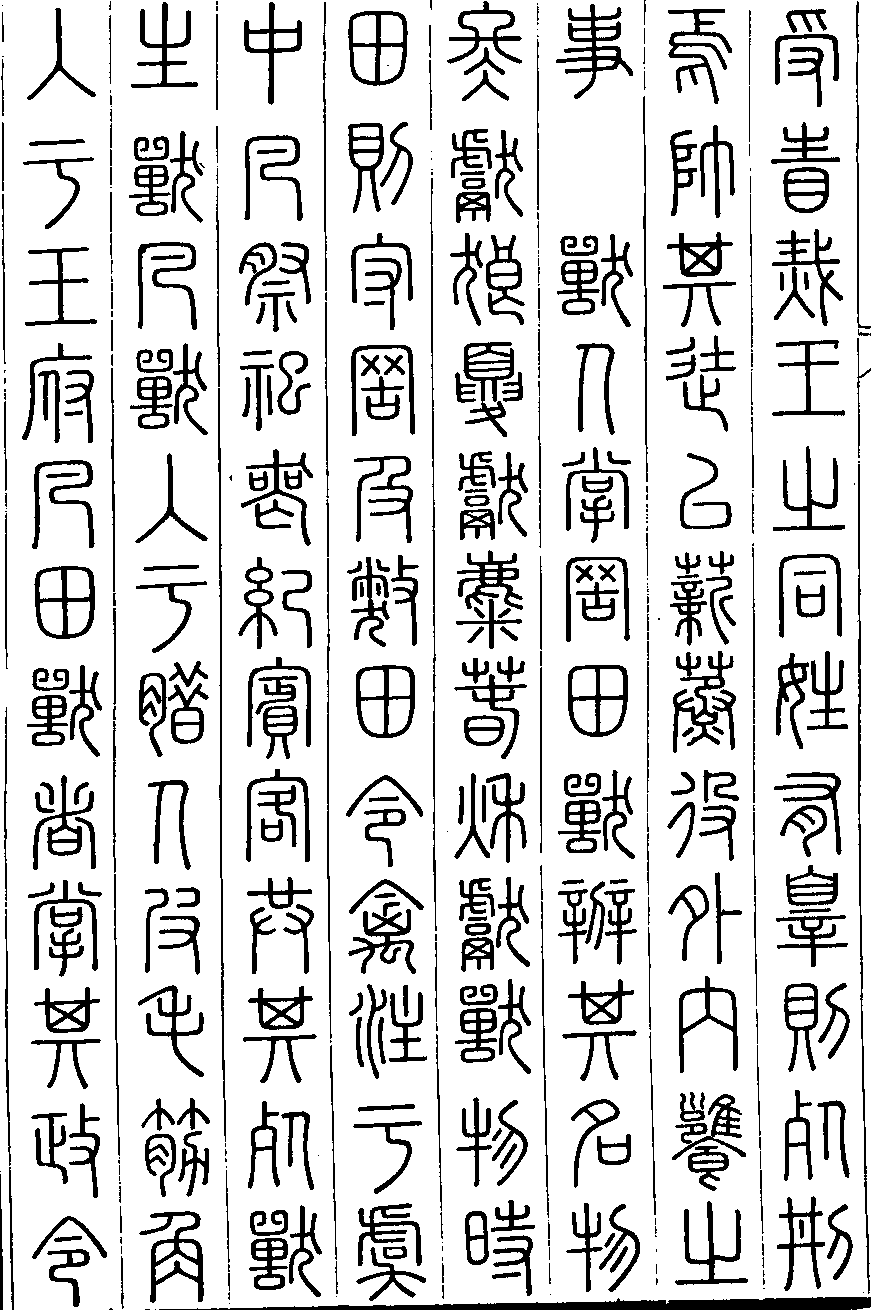 受眚烖王之同姓有辠則死刑
焉帥其徒以薪蒸役外內饔之
事 獸人掌罟田獸辨其名物
冬獻狼夏獻麋春秋獻獸物時
田則守罟及弊田令禽注于虞
中凡祭祀喪紀賓客共其死獸
生獸凡獸入于腊人皮毛筋角
入于玉府凡田獸者掌其政令